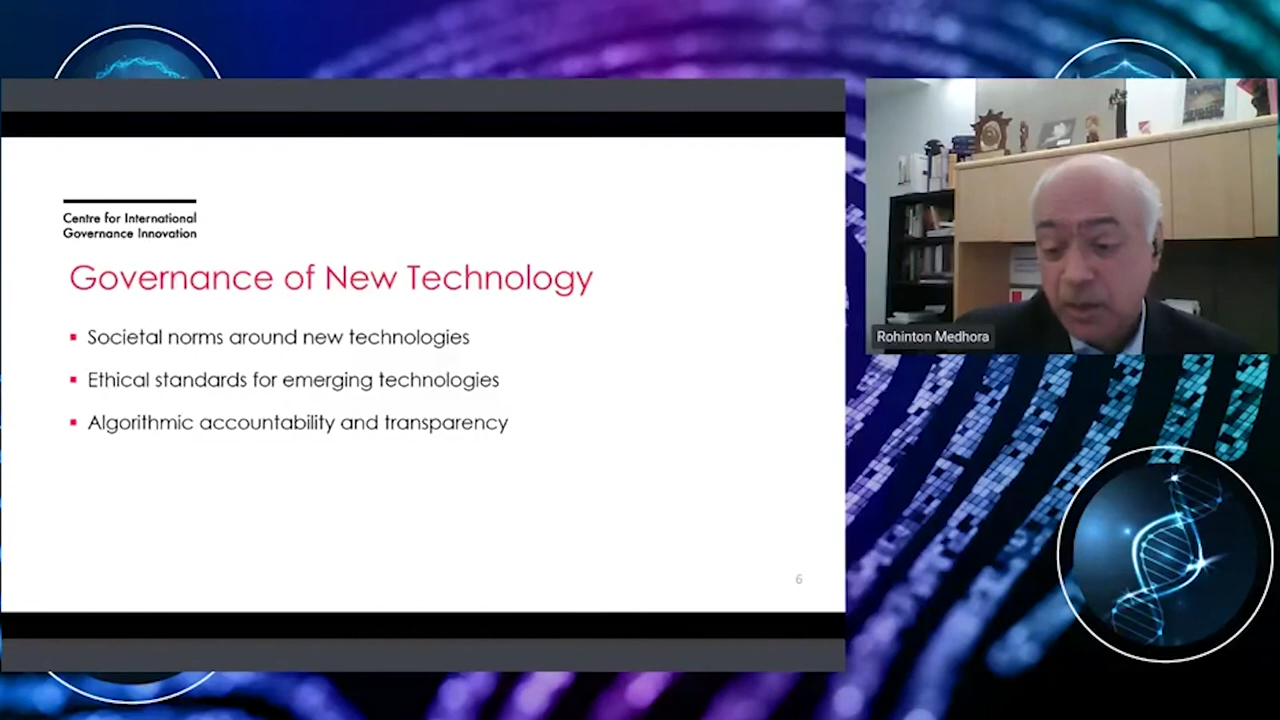 Centre for International
Governance Innovation
Governance of New Technology
Societal norms around new technologies
Ethical standards for emerging technologies
Algorithmic accountability and transparency
6
Rohinton Medhora